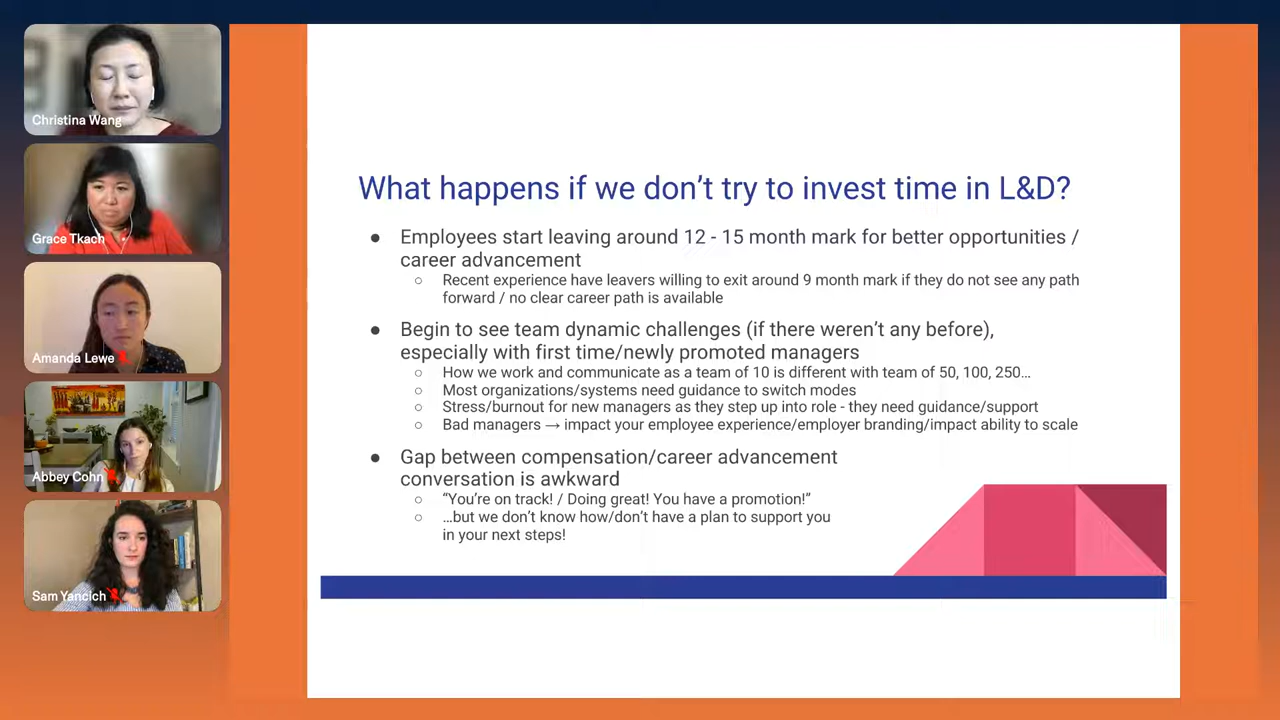 Christina Wang
Grace Tkach
Amanda Lewe
Abbey Cohn
Sam Yancich
What happens if we don’t try to invest time in L&D?
● Employees start leaving around 12 - 15 month mark for better opportunities /
career advancement
○ Recent experience have leavers willing to exit around 9 month mark if they do not see any path
forward / no clear career path is available
● Begin to see team dynamic challenges (if there weren’t any before),
especially with first time/newly promoted managers
○ How we work and communicate as a team of 10 is different with team of 50, 100, 250…
○ Most organizations/systems need guidance to switch modes
○ Stress/burnout for new managers as they step up into role - they need guidance/support
○ Bad managers → impact your employee experience/employer branding/impact ability to scale
● Gap between compensation/career advancement
conversation is awkward
○ “You’re on track! / Doing great! You have a promotion!”
○ …but we don’t know how/don’t have a plan to support you
in your next steps!